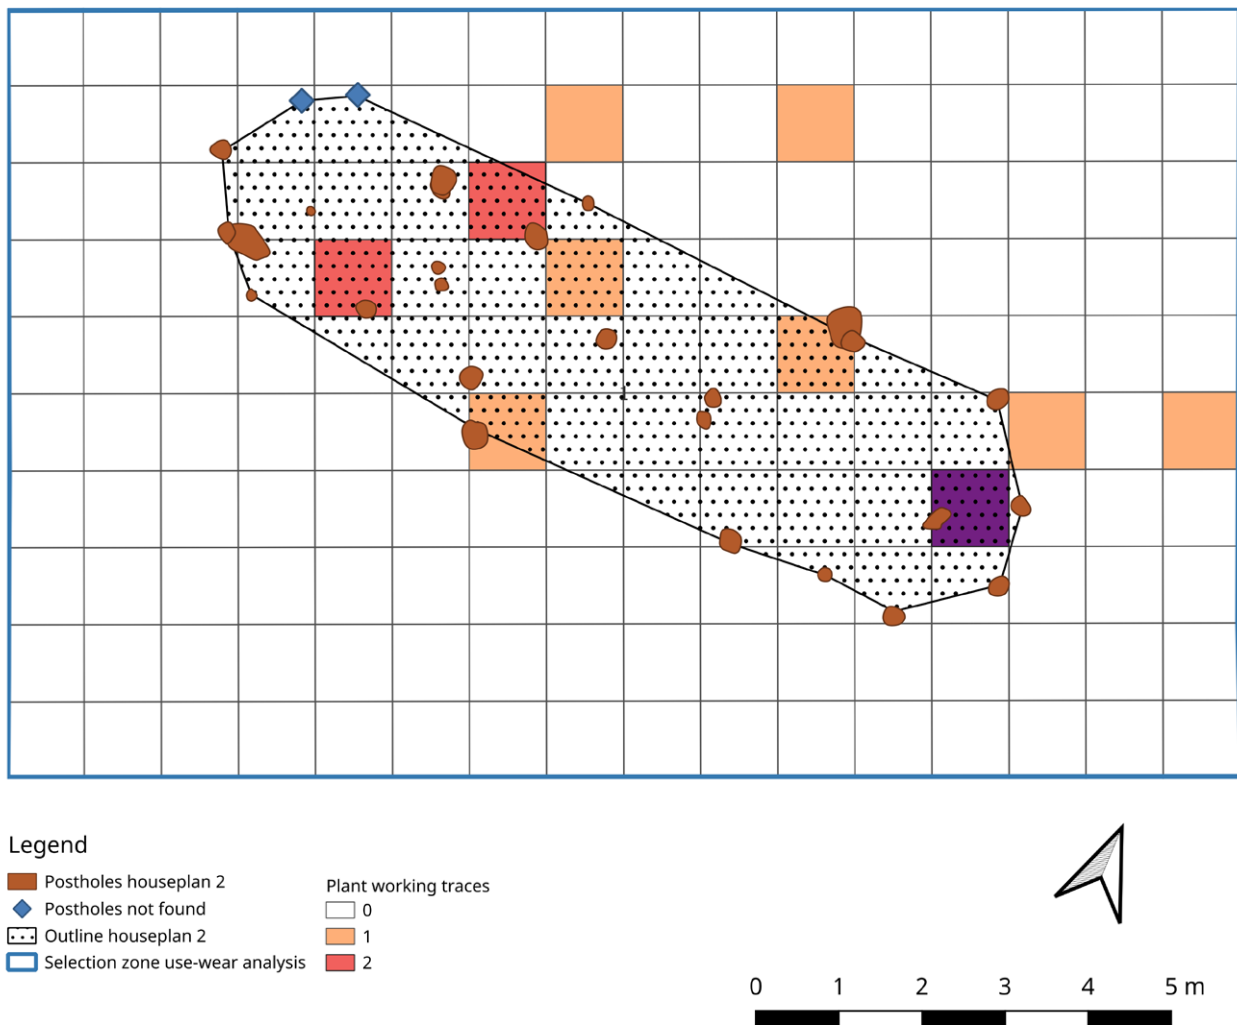 1
Legend
Postholes houseplan 2
Postholes not found
Outline houseplan 2
Selection zone use-wear analysis
Plant working traces
0
1
2
0 1 2 3 4 5 m